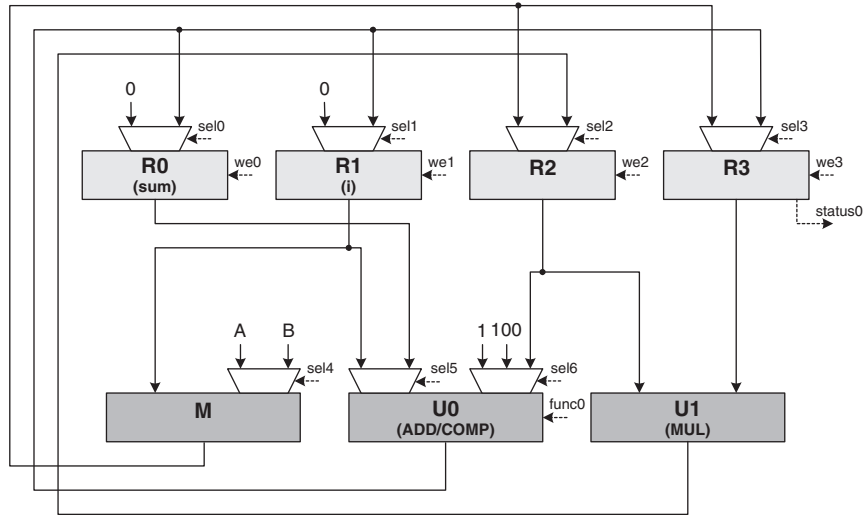 0
0
sel0
sel1
sel2
sel3
R0
(sum)
we0
R1
(i)
we1
R2
we2
R3
we3
status0
A
B
1 100
sel4
sel5
sel6
M
U0
(ADD/COMP)
func0
U1
(MUL)